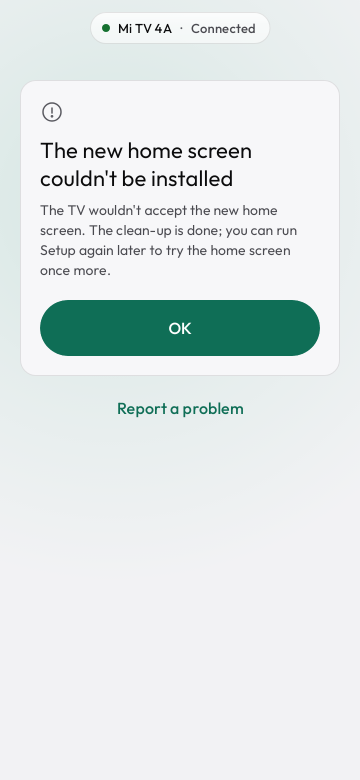 Mi TV 4A · Connected
The new home screen
couldn't be installed
The TV wouldn't accept the new home
screen. The clean-up is done; you can run
Setup again later to try the home screen
once more.
OK
Report a problem